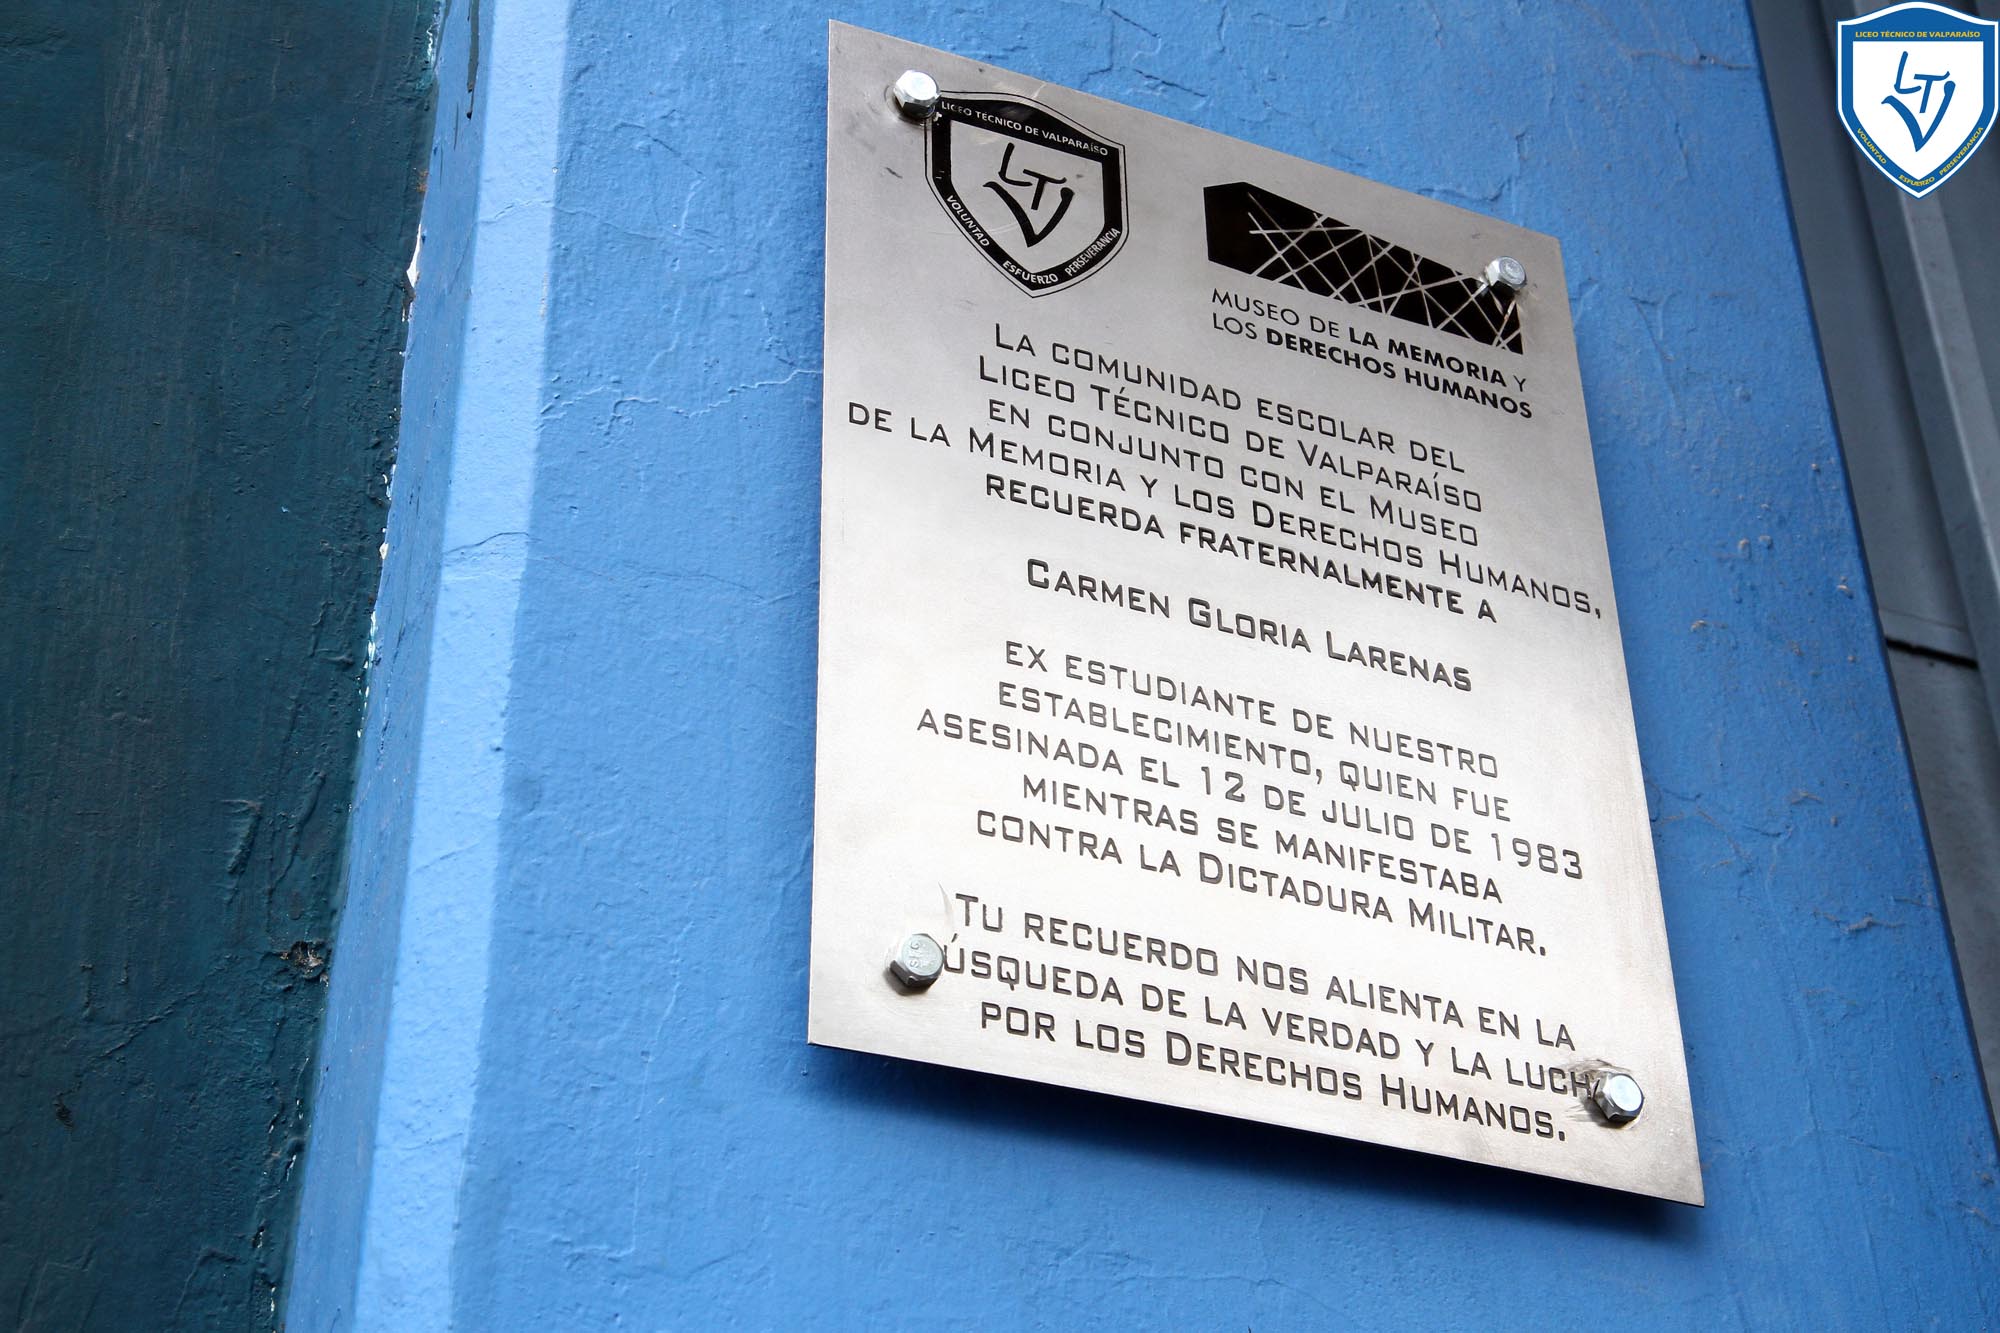 LICEO TÉCNICO DE VALPARAÍSO
LTV
VOLUNTAD ESFUERZO PERSEVERANCIA
LICEO TECNICO DE VALPARAÍSO
LTV
VOLUNTAD ESFUERZO PERSEVERANCIA
MUSEO DE LA MEMORIA Y
LOS DERECHOS HUMANOS
LA COMUNIDAD ESCOLAR DEL
LICEO TÉCNICO DE VALPARAÍSO
EN CONJUNTO CON EL MUSEO
DE LA MEMORIA Y LOS DERECHOS HUMANOS,
RECUERDA FRATERNALMENTE A
CARMEN GLORIA LARENAS
EX ESTUDIANTE DE NUESTRO
ESTABLECIMIENTO, QUIEN FUE
ASESINADA EL 12 DE JULIO DE 1983
MIENTRAS SE MANIFESTABA
CONTRA LA DICTADURA MILITAR.
TU RECUERDO NOS ALIENTA EN LA
ÚSQUEDA DE LA VERDAD Y LA LUCHA
POR LOS DERECHOS HUMANOS.